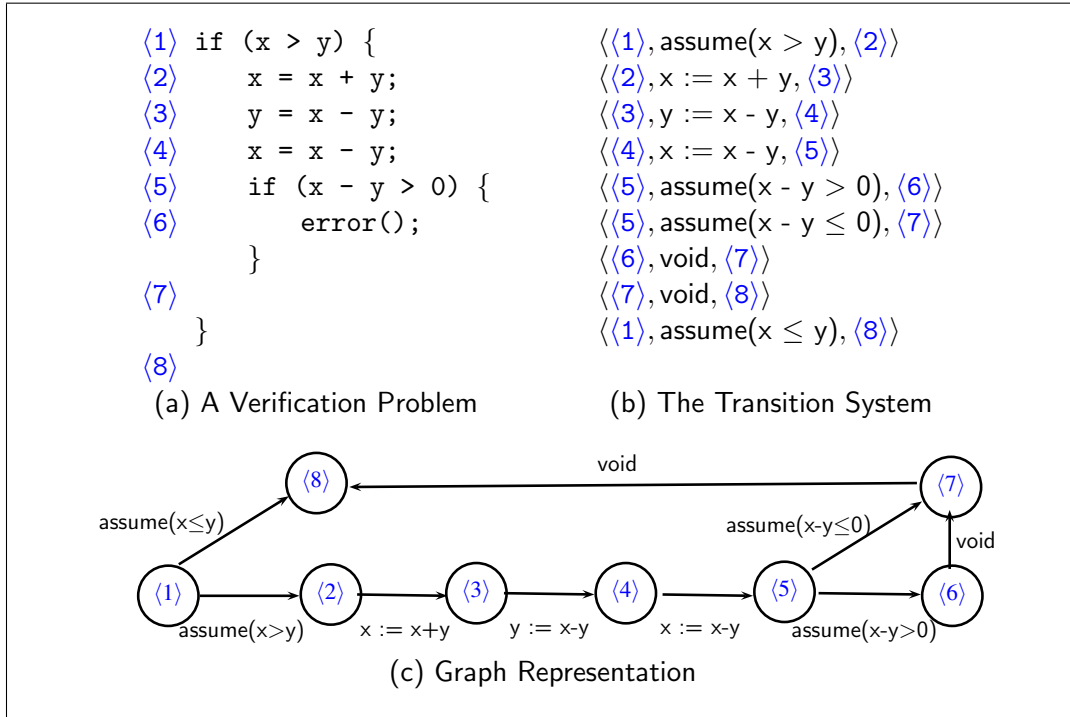 ⟨1⟩ if (x > y) {
⟨2⟩ x = x + y;
⟨3⟩ y = x - y;
⟨4⟩ x = x - y;
⟨5⟩ if (x - y > 0) {
⟨6⟩ error();
}
⟨7⟩
}
⟨8⟩
(a) A Verification Problem
⟨⟨1⟩, assume(x > y), ⟨2⟩⟩
⟨⟨2⟩, x := x + y, ⟨3⟩⟩
⟨⟨3⟩, y := x - y, ⟨4⟩⟩
⟨⟨4⟩, x := x - y, ⟨5⟩⟩
⟨⟨5⟩, assume(x - y > 0), ⟨6⟩⟩
⟨⟨5⟩, assume(x - y ≤ 0), ⟨7⟩⟩
⟨⟨6⟩, void, ⟨7⟩⟩
⟨⟨7⟩, void, ⟨8⟩⟩
⟨⟨1⟩, assume(x ≤ y), ⟨8⟩⟩
(b) The Transition System
void
⟨8⟩
⟨7⟩
assume(x≤y)
assume(x-y≤0)
void
⟨1⟩
⟨2⟩
⟨3⟩
⟨4⟩
⟨5⟩
⟨6⟩
assume(x>y)
x := x+y
y := x-y
x := x-y
assume(x-y>0)
(c) Graph Representation